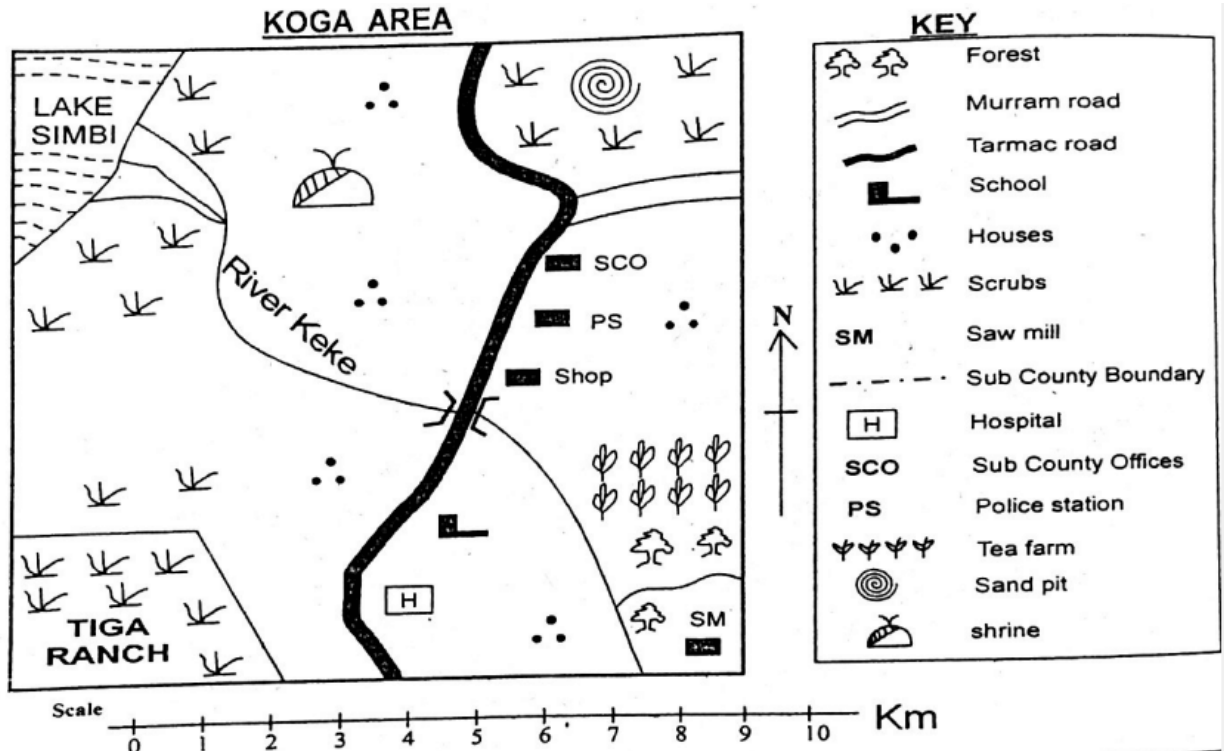 KOGA AREA
LAKE
SIMBI
River Keke
SCO
PS
Shop
H
SM
TIGA
RANCH
N
Scale
0 1 2 3 4 5 6 7 8 9 10 Km
KEY
Forest
Murram road
Tarmac road
School
Houses
Scrubs
SM Saw mill
Sub County Boundary
H Hospital
SCO Sub County Offices
PS Police station
Tea farm
Sand pit
shrine